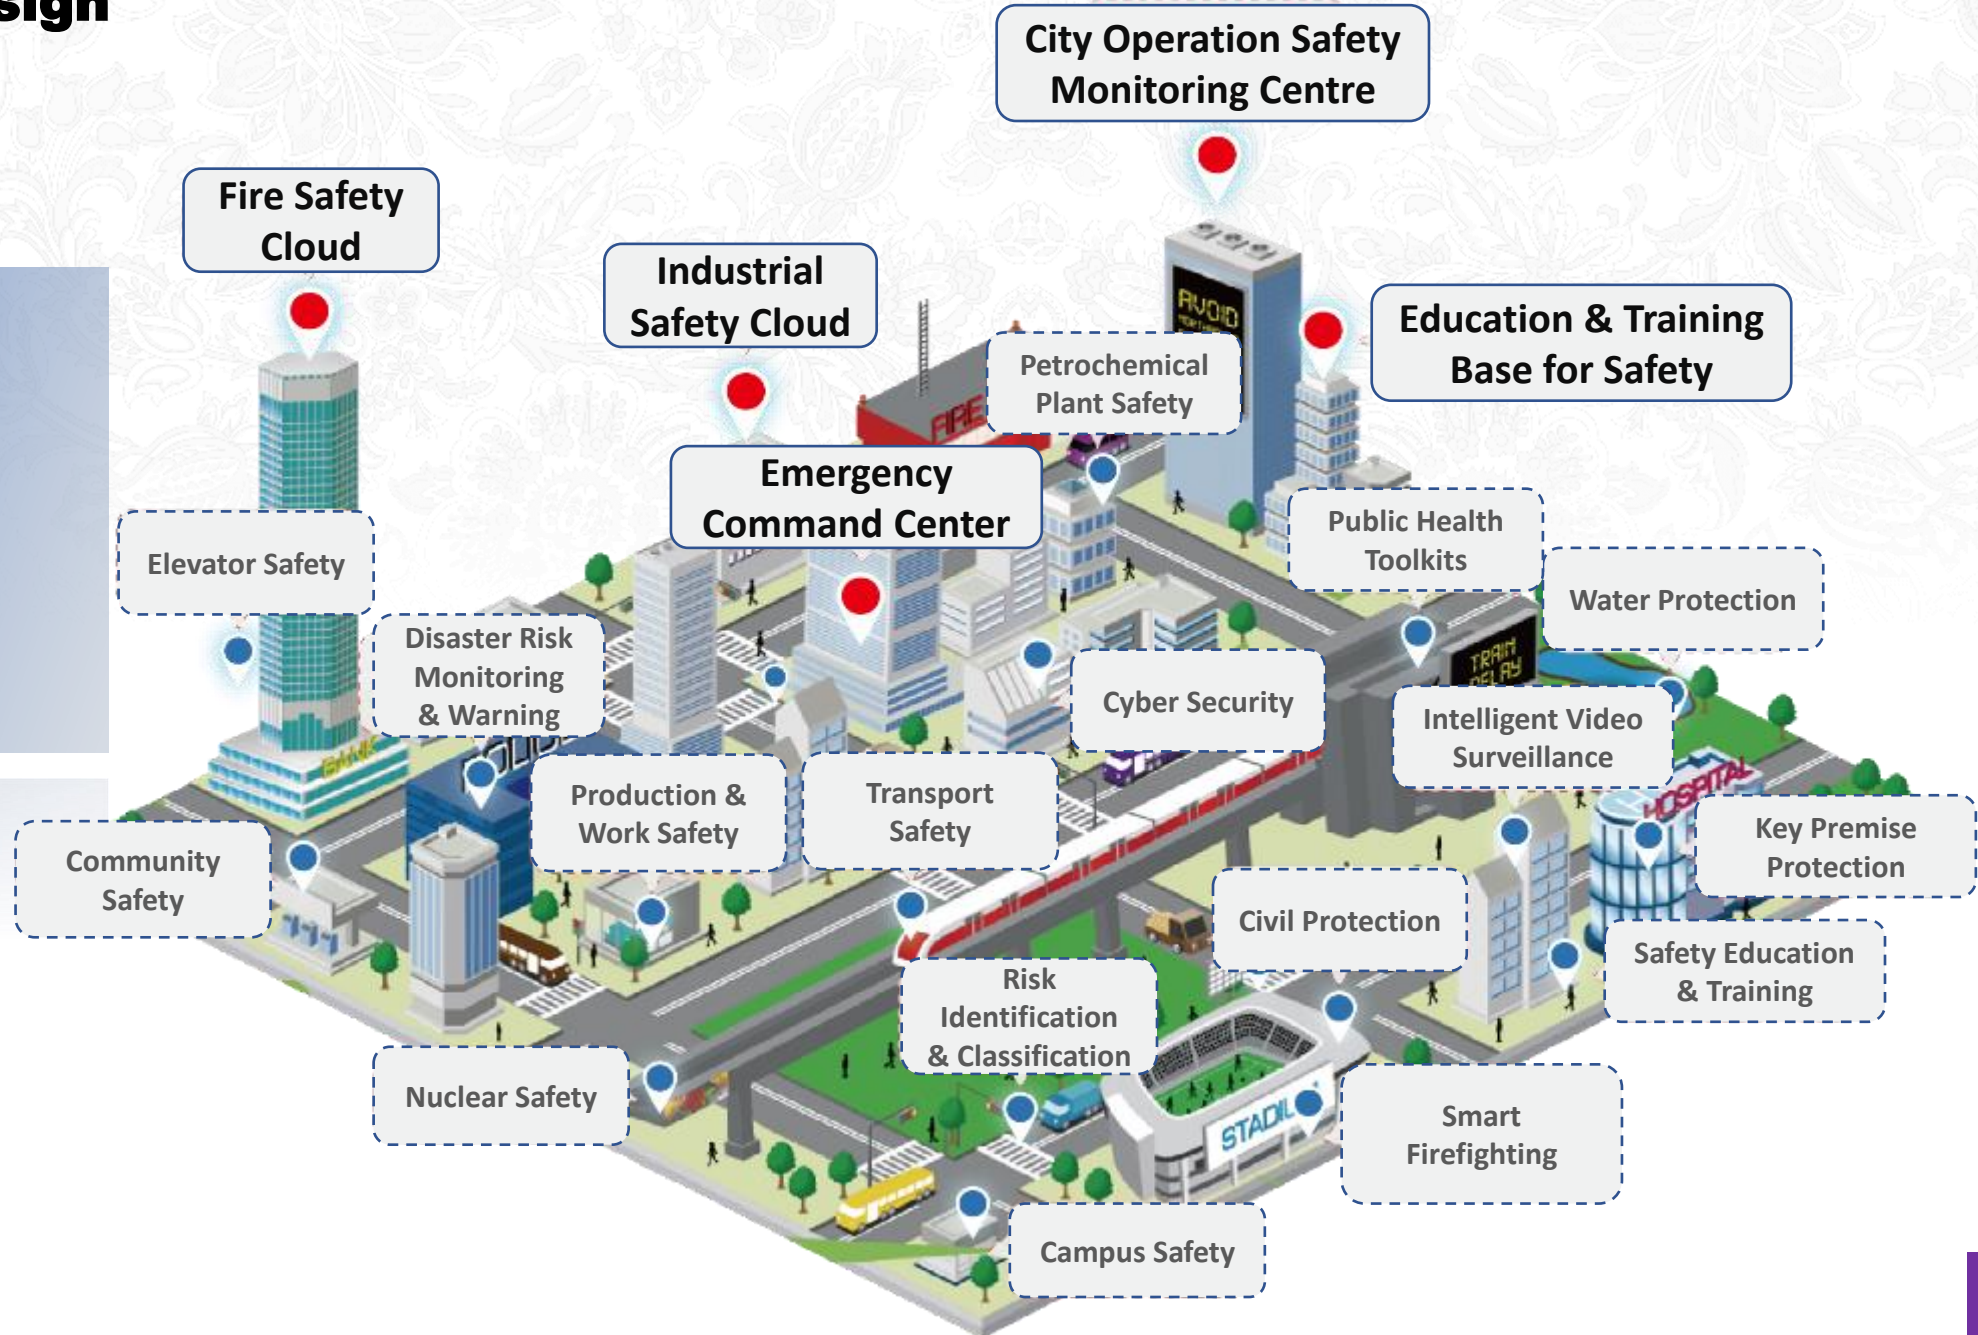 City Operation Safety
Monitoring Centre
Fire Safety
Cloud
Industrial
Safety Cloud
Education & Training
Base for Safety
AVOID
FIRE
Petrochemical
Plant Safety
Emergency
Command Center
Public Health
Toolkits
Elevator Safety
Water Protection
Disaster Risk
Monitoring
& Warning
TRAIN
Cyber Security
Intelligent Video
Surveillance
BANK
HOSPITAL
Production &
Work Safety
Transport
Safety
Key Premise
Protection
Community
Safety
Civil Protection
Safety Education
& Training
Risk
Identification
& Classification
Nuclear Safety
STADI
Smart
Firefighting
Campus Safety